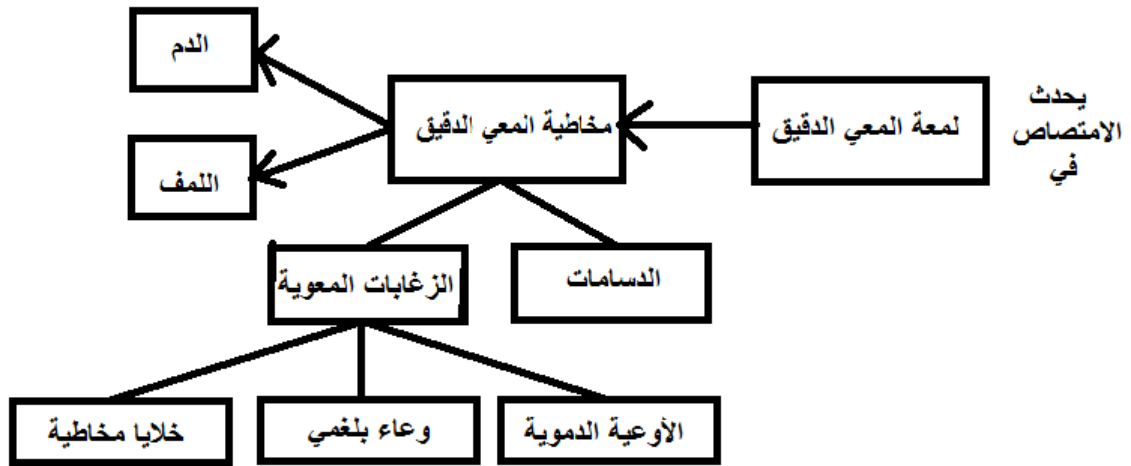 يحدث
الامتصاص
في
لمعة المعي الدقيق
مخاطية المعي الدقيق
الدم
اللمف
الدسامات
الزغابات المعوية
الأوعية الدموية
وعاء بلغمي
خلايا مخاطية